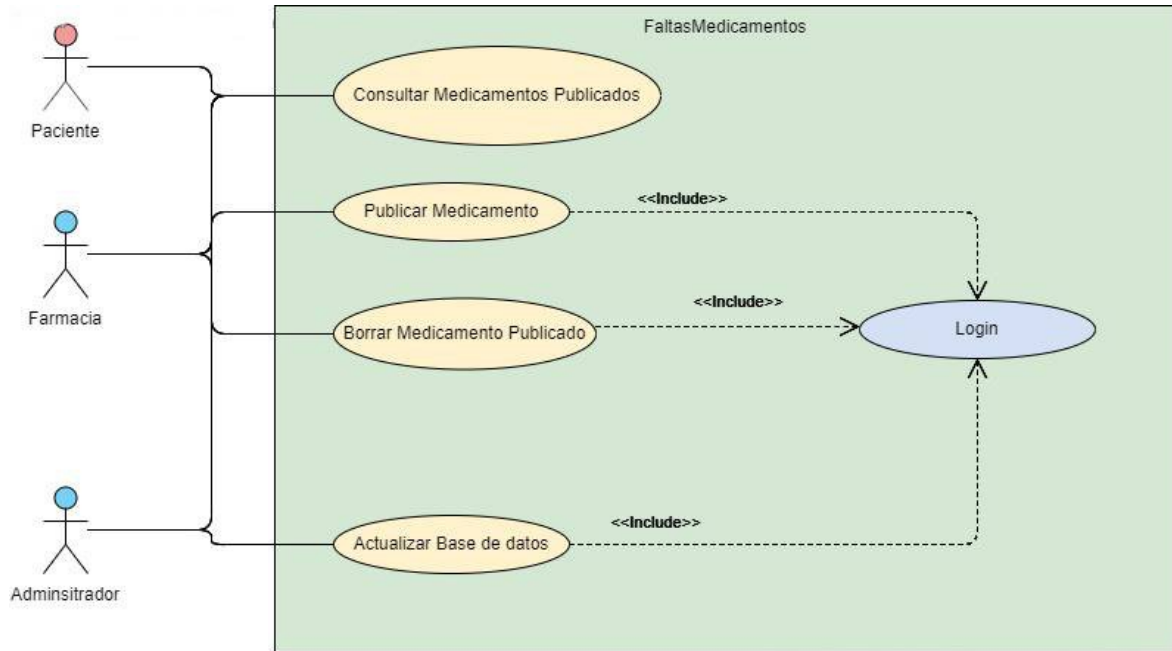 FaltasMedicamentos
Paciente
Consultar Medicamentos Publicados
Farmacia
Publicar Medicamento
<<Include>>
Borrar Medicamento Publicado
<<Include>>
Login
Adminsitrador
Actualizar Base de datos
<<Include>>